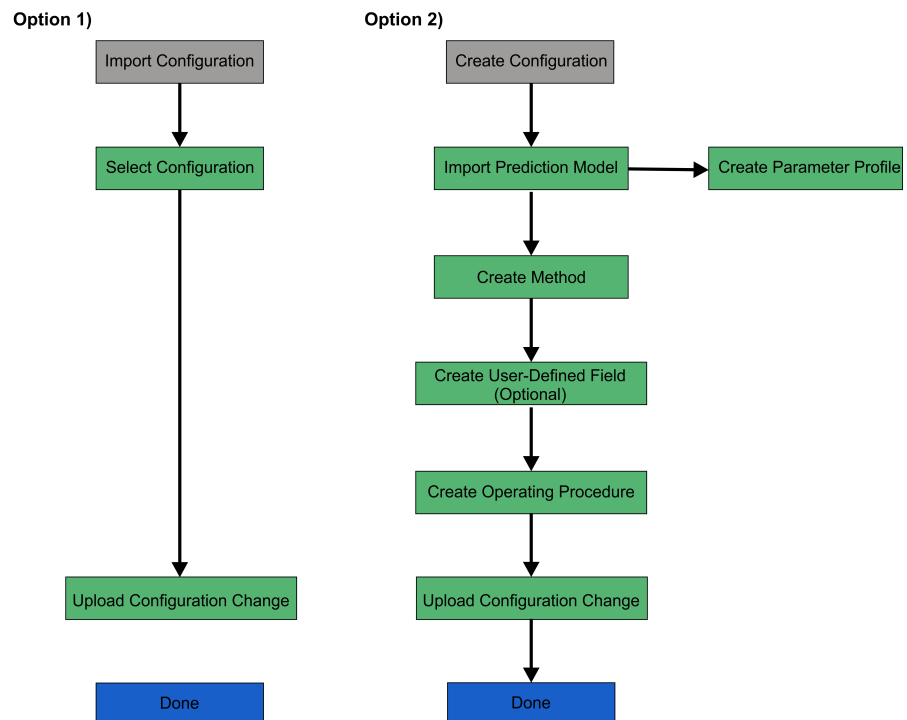 Option 1)
Import Configuration
Select Configuration
Upload Configuration Change
Done
Option 2)
Create Configuration
Import Prediction Model
Create Parameter Profile
Create Method
Create User-Defined Field
(Optional)
Create Operating Procedure
Upload Configuration Change
Done